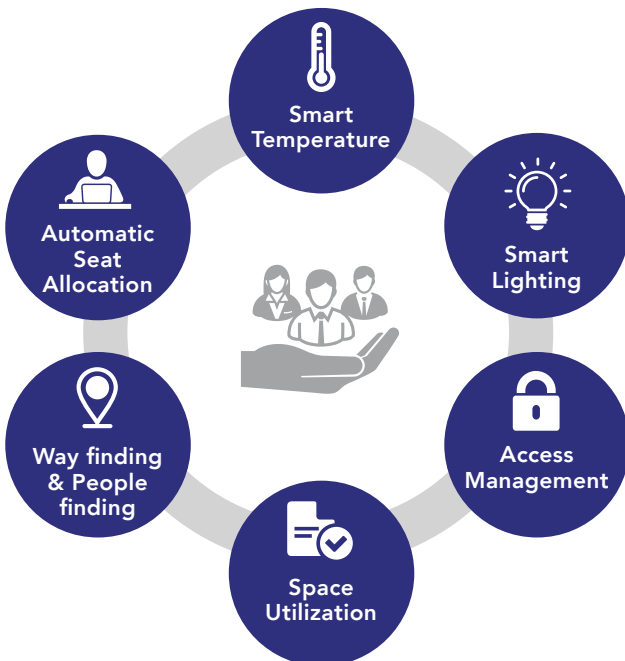 Smart
Temperature
Smart
Lighting
Access
Management
Space
Utilization
Way finding
& People
finding
Automatic
Seat
Allocation